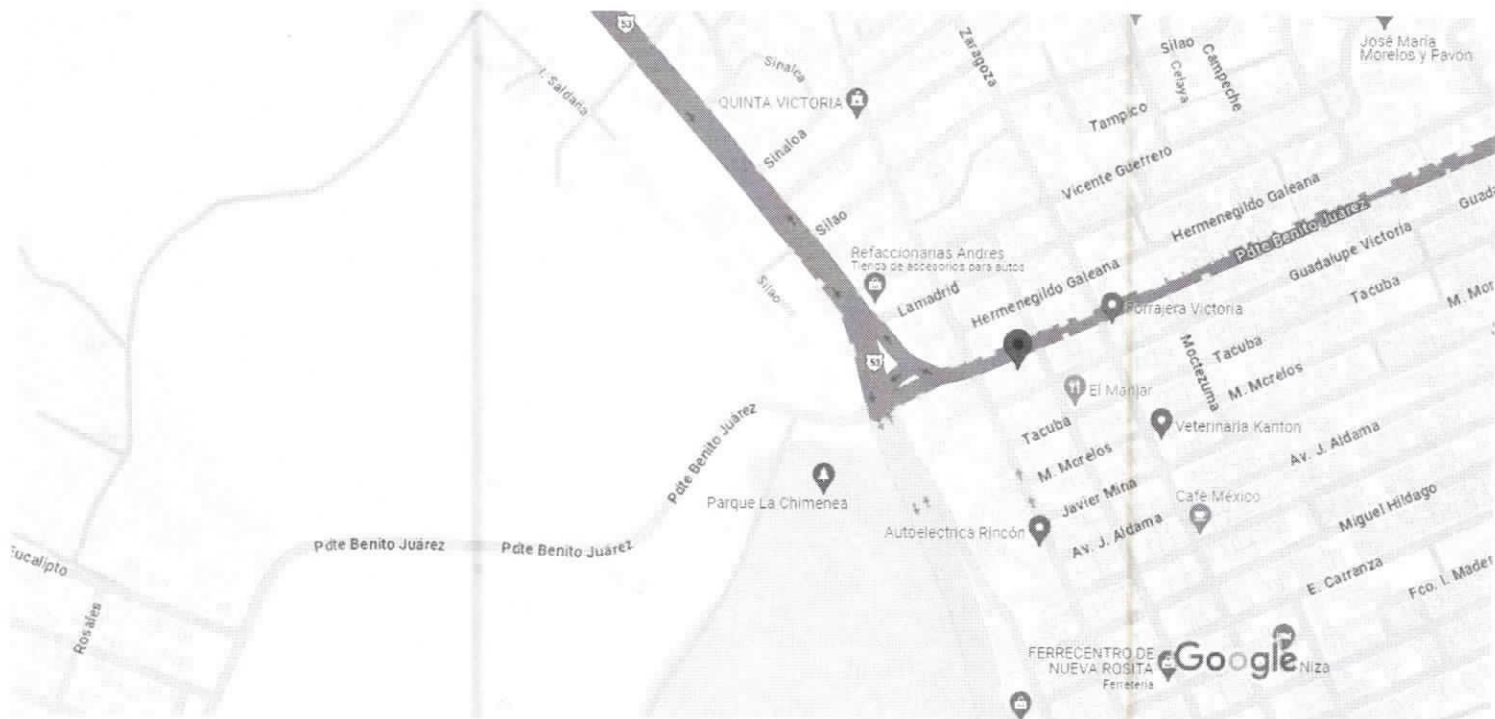 53
Zaragoza
Silao
Campeche
Celaya
José María
Morelos y Pavón
Sinaloa
I. Saldaña
QUINTA VICTORIA
Tampico
Sinaloa
Vicente Guerrero
Hermenegildo Galeana
Silao
Pdte Benito Juárez
Refaccionarias Andres
Tienda de accesorios para autos
Guadalupe Victoria
Silao
Lamadrid
Hermenegildo Galeana
Tacuba
Forrajera Victoria
Moctezuma
Tacuba
53
El Manjar
M. Morelos
Pdte Benito Juárez
Tacuba
Veterinaria Kanton
M. Morelos
Av. J. Aldama
Parque La Chimenea
Javier Mina
Café México
Autoelectrica Rincón
Av. J. Aldama
Miguel Hildago
Pdte Benito Juárez
Pdte Benito Juárez
Eucalipto
E. Carranza
Rosales
FERRECENTRO DE
NUEVA ROSITA
Ferretería
Google
Niza